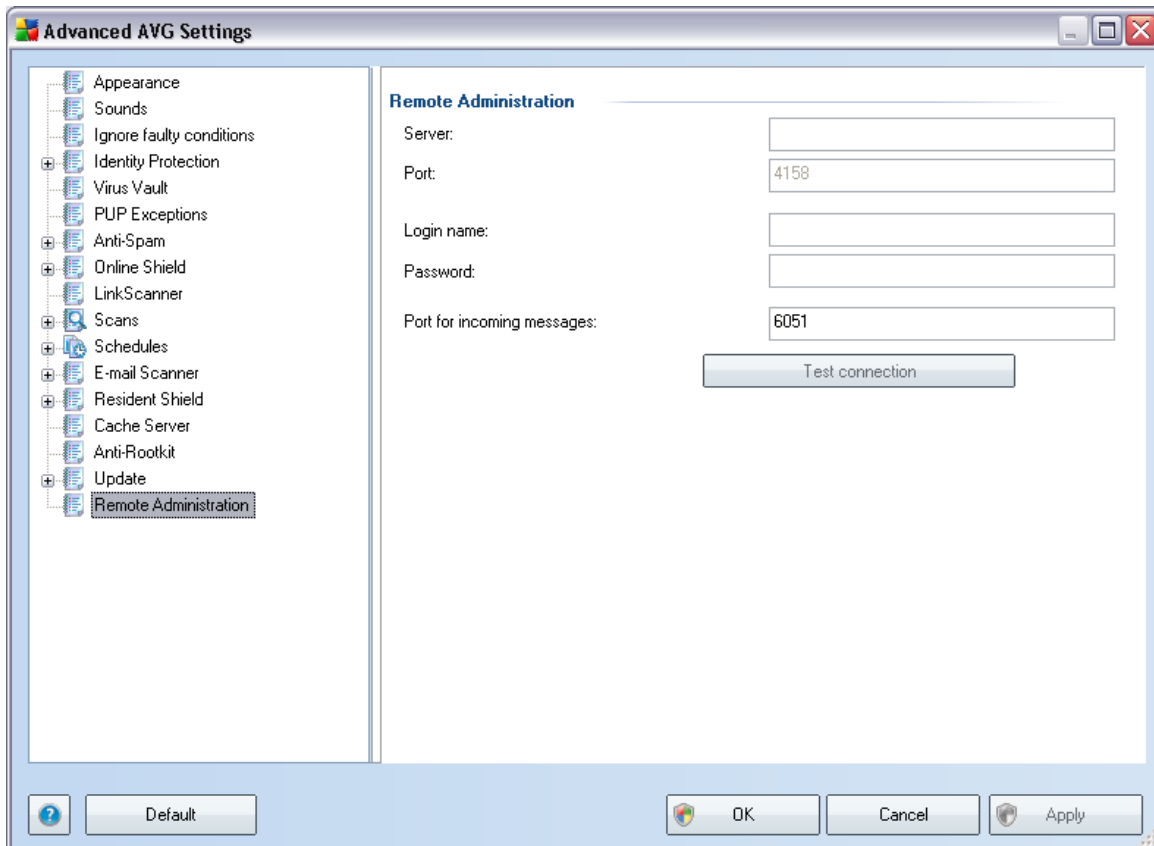 Advanced AVG Settings
Appearance
Sounds
Ignore faulty conditions
Identity Protection
Virus Vault
PUP Exceptions
Anti-Spam
Online Shield
LinkScanner
Scans
Schedules
E-mail Scanner
Resident Shield
Cache Server
Anti-Rootkit
Update
Remote Administration
Remote Administration
Server:
Port: 4158
Login name:
Password:
Port for incoming messages: 6051
Test connection
? Default OK Cancel Apply